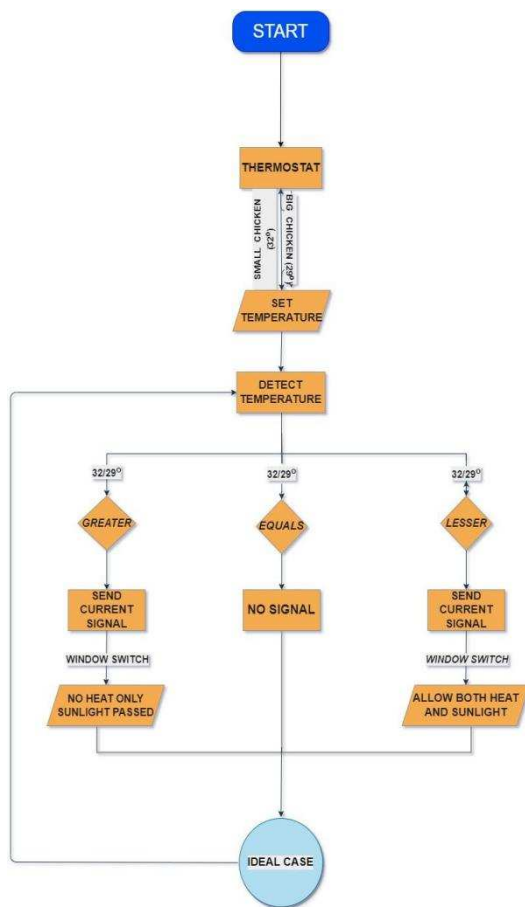 START
THERMOSTAT
SMALL CHICKEN
(32°)
BIG CHICKEN (29°)
SET
TEMPERATURE
DETECT
TEMPERATURE
32/29°
32/29°
32/29°
GREATER
EQUALS
LESSER
SEND
CURRENT
SIGNAL
NO SIGNAL
SEND
CURRENT
SIGNAL
WINDOW SWITCH
WINDOW SWITCH
NO HEAT ONLY
SUNLIGHT PASSED
ALLOW BOTH HEAT
AND SUNLIGHT
IDEAL CASE